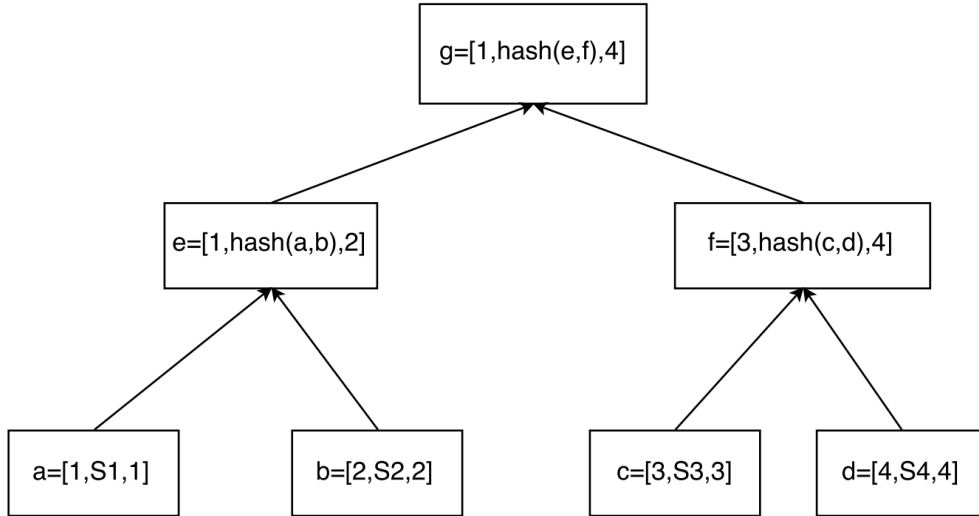 g=[1,hash(e,f),4]
e=[1,hash(a,b),2]
f=[3,hash(c,d),4]
a=[1,S1,1]
b=[2,S2,2]
c=[3,S3,3]
d=[4,S4,4]